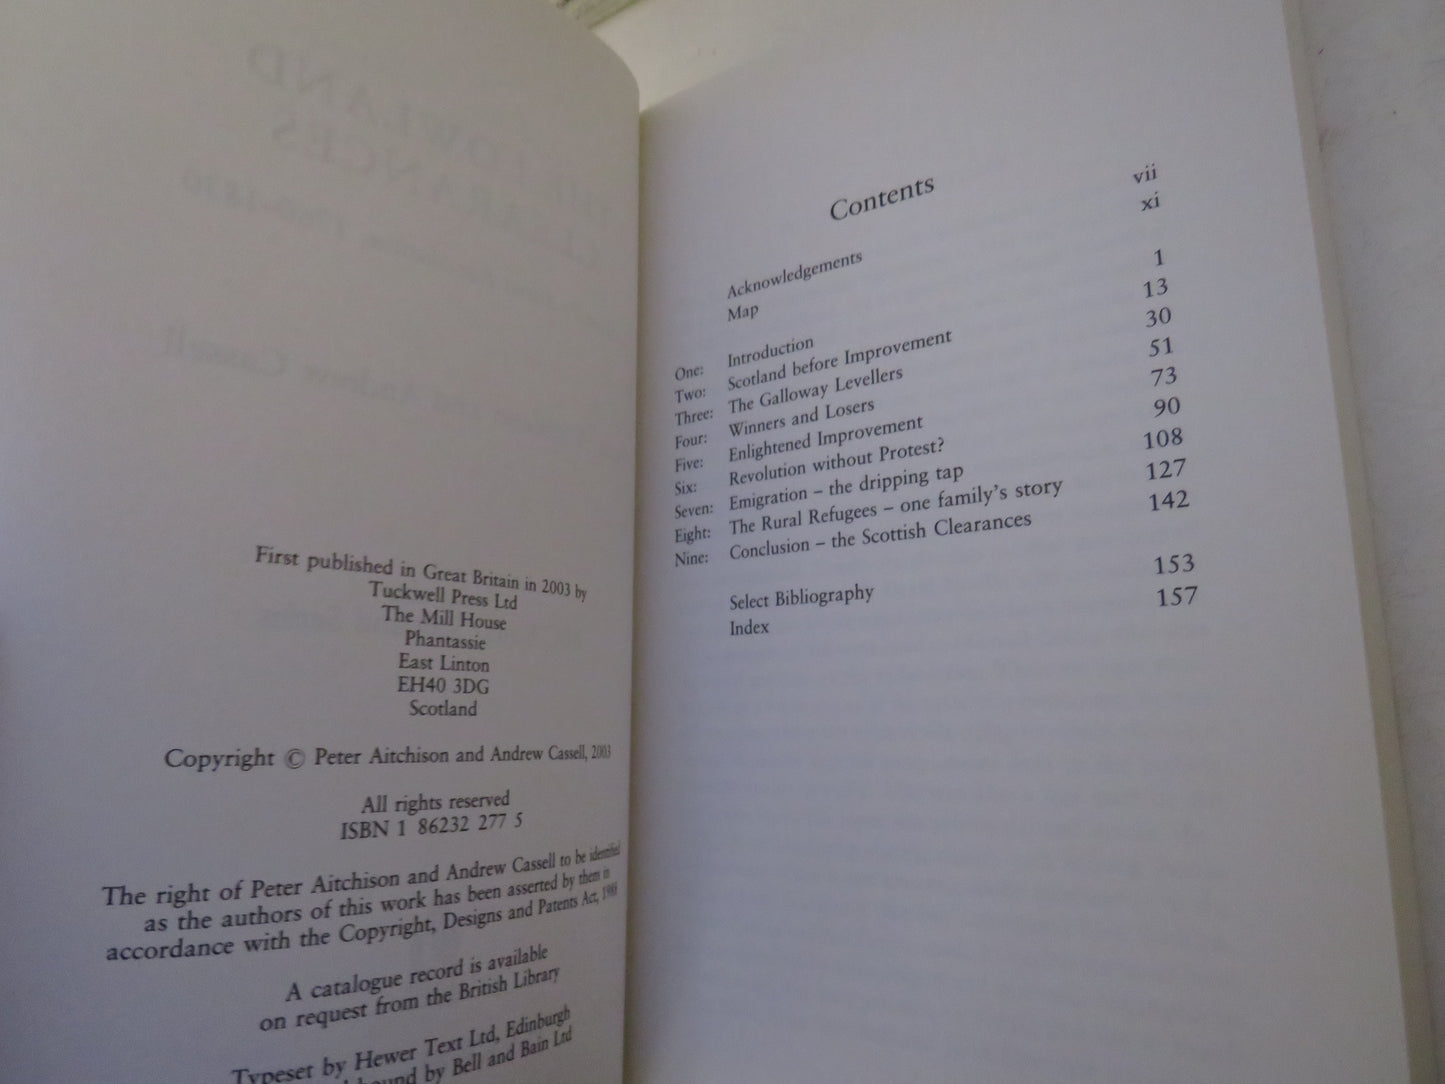 First published in Great Britain in 2003 by
Tuckwell Press Ltd
The Mill House
Phantassie
East Linton
EH40 3DG
Scotland
Copyright © Peter Aitchison and Andrew Cassell, 2003
All rights reserved
ISBN 1 86232 277 5
The right of Peter Aitchison and Andrew Cassell to be identified
as the authors of this work has been asserted by them in
accordance with the Copyright, Designs and Patents Act, 1988
A catalogue record is available
on request from the British Library
Typeset by Hewer Text Ltd, Edinburgh
bound by Bell and Bain Ltd
Contents
Acknowledgements vii
Map xi
One: Introduction 1
Two: Scotland before Improvement 13
Three: The Galloway Levellers 30
Four: Winners and Losers 51
Five: Enlightened Improvement 73
Six: Revolution without Protest? 90
Seven: Emigration – the dripping tap 108
Eight: The Rural Refugees – one family's story 127
Nine: Conclusion – the Scottish Clearances 142
Select Bibliography 153
Index 157